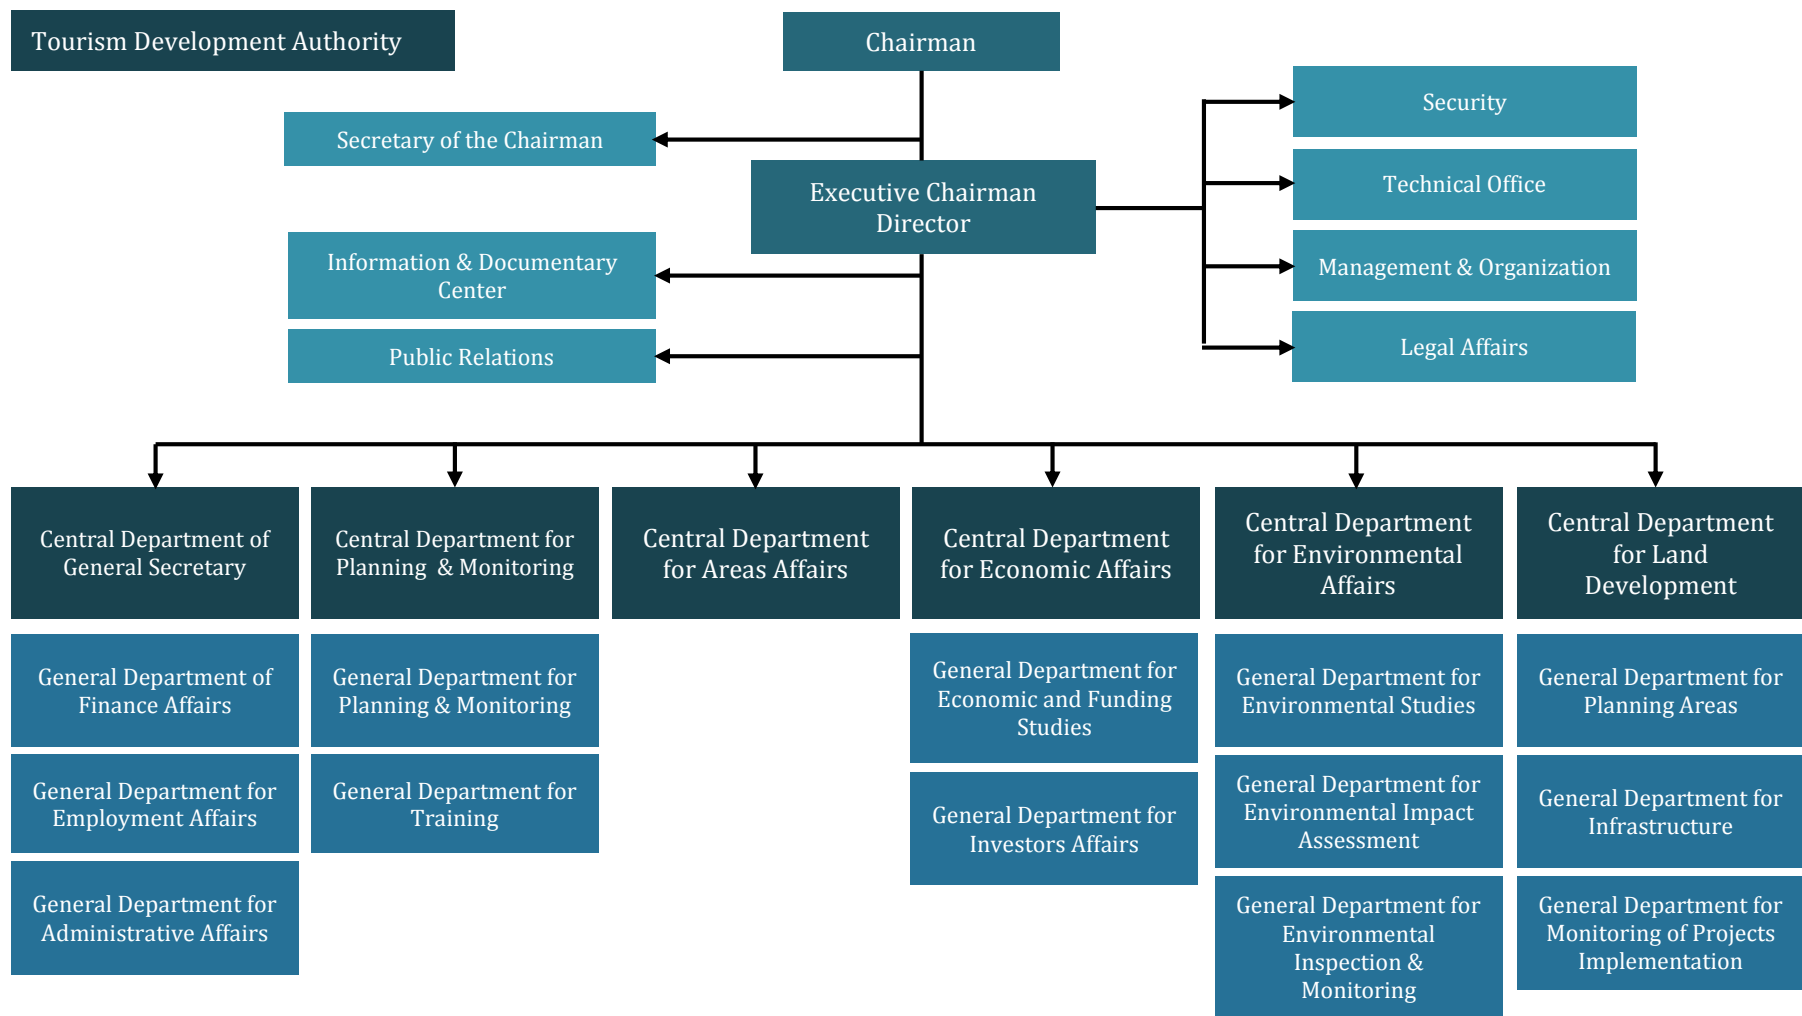 Tourism Development Authority
Chairman
Security
Secretary of the Chairman
Technical Office
Executive Chairman
Director
Information & Documentary
Center
Management & Organization
Public Relations
Legal Affairs
Central Department of
General Secretary
Central Department for
Planning & Monitoring
Central Department
for Areas Affairs
Central Department
for Economic Affairs
Central Department
for Environmental
Affairs
Central Department
for Land
Development
General Department of
Finance Affairs
General Department for
Employment Affairs
General Department for
Administrative Affairs
General Department for
Planning & Monitoring
General Department for
Training
General Department for
Economic and Funding
Studies
General Department for
Investors Affairs
General Department for
Environmental Studies
General Department for
Environmental Impact
Assessment
General Department for
Environmental
Inspection &
Monitoring
General Department for
Planning Areas
General Department for
Infrastructure
General Department for
Monitoring of Projects
Implementation